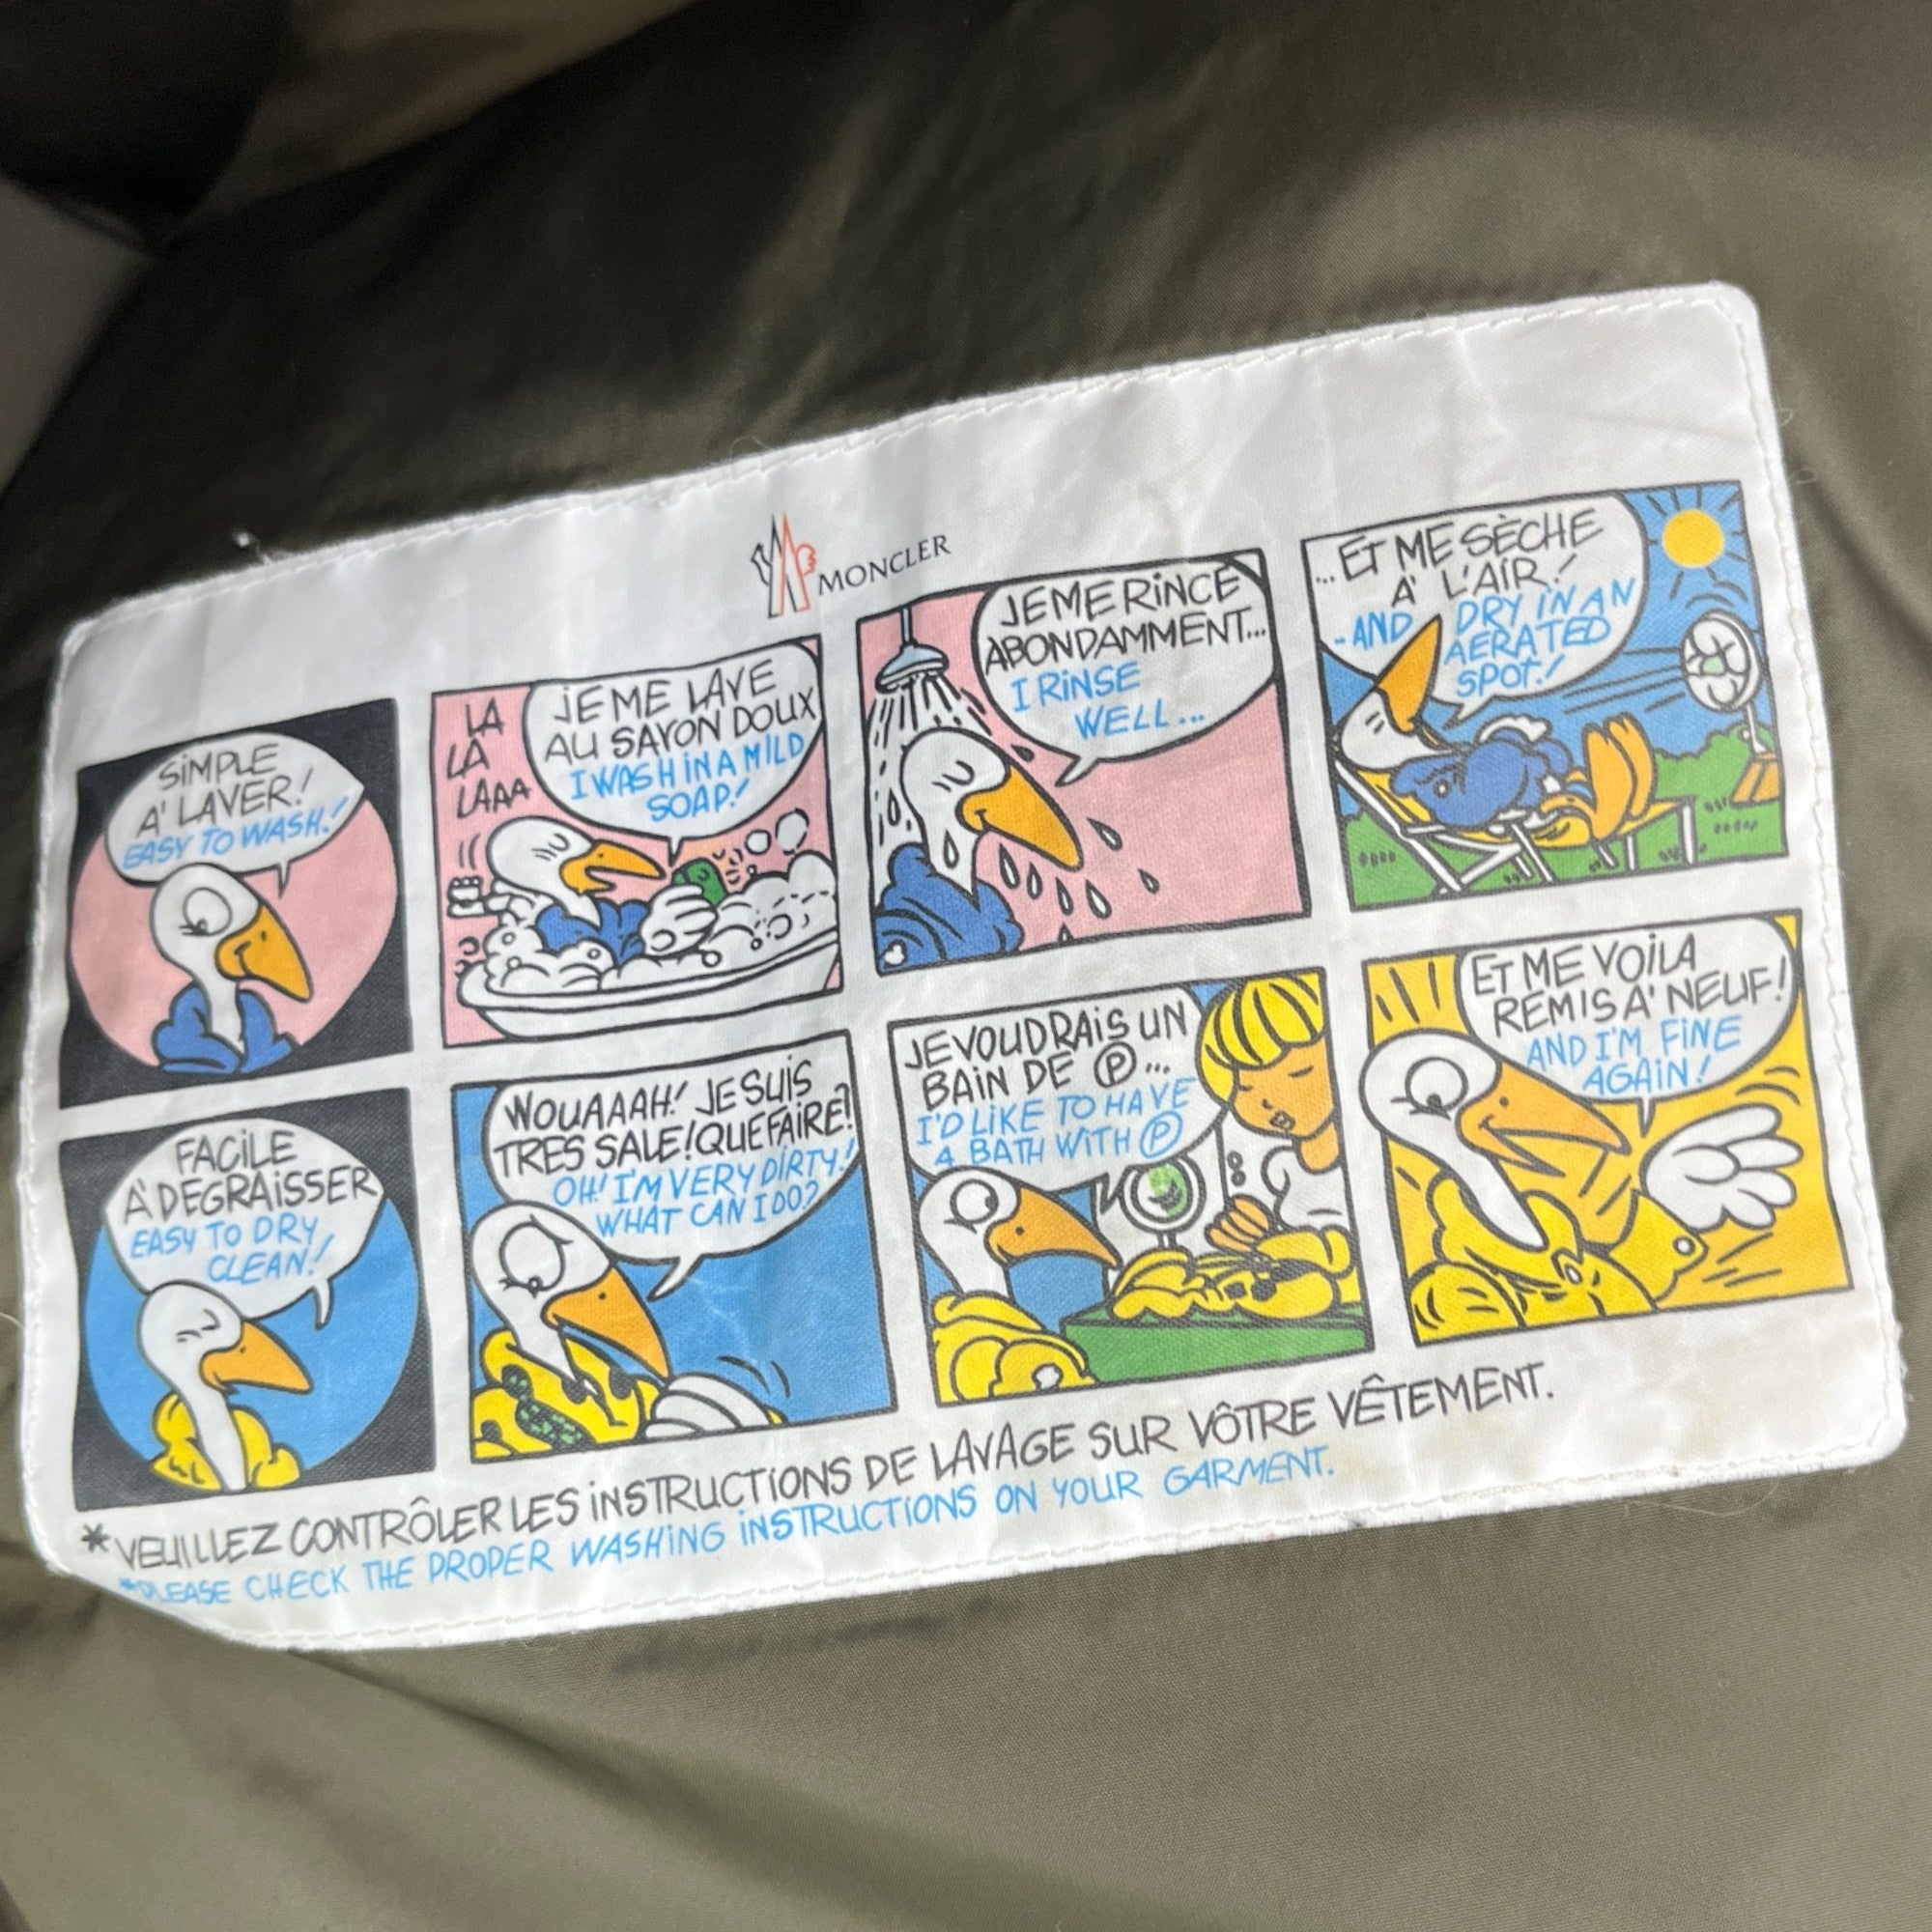 MONCLER
SiMPLE
A' LAVER!
EASY TO WASH!
LA
LÀ
LAAA
JE ME LAVE
AU SAVON DOUX
I WASH iN A MiLD
SOAP!
JE ME RiNCE
ABONDAMMENT...
I RiNSE
WELL...
...ET ME SÈCHE
A' L'AIR!
- AND DRY iN AN
AERATED
SPOT!
FACiLE
A' DEGRAiSSER
EASY TO DRY
CLEAN!
WOUAAAH! JE SUiS
TRES SALE! QUE FAiRE?
OH! I'M VERY DiRTY!
WHAT CAN I DO?
JE VOUDRAiS UN
BAiN DE Ⓟ...
I'D LiKE TO HAVE
A BATH WiTH Ⓟ
ET ME VOiLA
REMiS A' NEUF!
AND I'M FiNE
AGAiN!
*VEUiLLEZ CONTRÔLER LES iNSTRUCTiONS DE LAVAGE SUR VÔTRE VÊTEMENT.
*PLEASE CHECK THE PROPER WASHiNG iNSTRUCTiONS ON YOUR GARMENT.